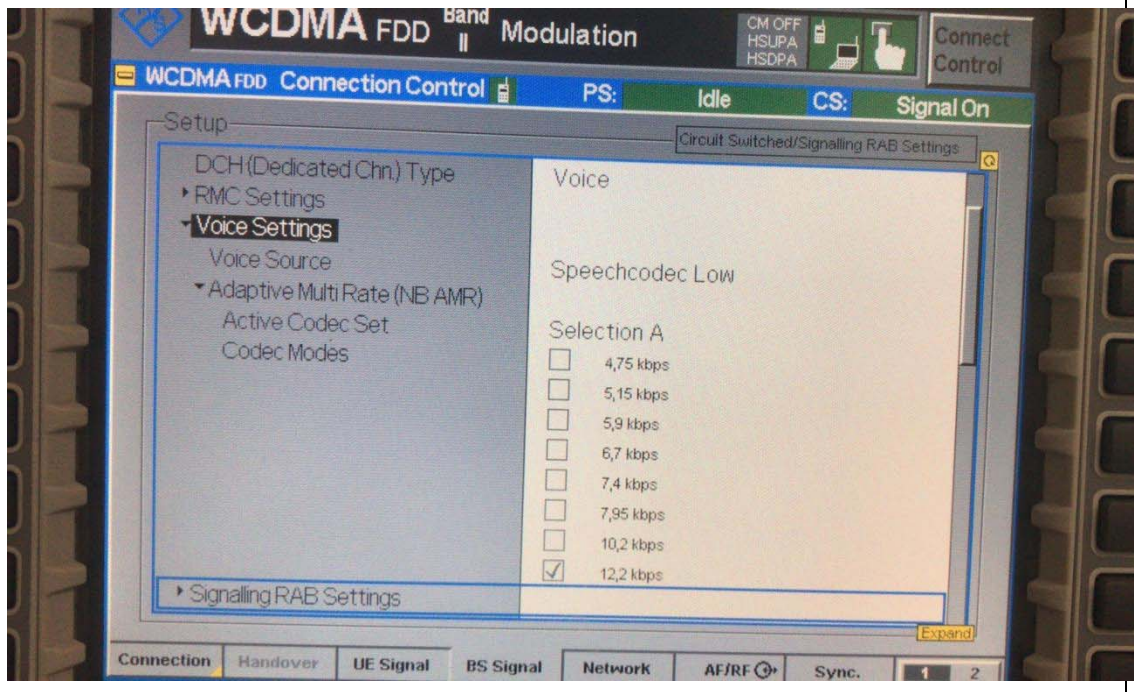 WCDMA FDD Band II Modulation
CM OFF
HSUPA
HSDPA
Connect Control
WCDMA FDD Connection Control PS: Idle CS: Signal On
Setup
Circuit Switched/Signalling RAB Settings
DCH (Dedicated Chn.) Type Voice
RMC Settings
Voice Settings
Voice Source Speechcodec Low
Adaptive Multi Rate (NB AMR)
Active Codec Set Selection A
Codec Modes 4,75 kbps
5,15 kbps
5,9 kbps
6,7 kbps
7,4 kbps
7,95 kbps
10,2 kbps
12,2 kbps
Signalling RAB Settings
Expand
Connection Handover UE Signal BS Signal Network AF/RF Sync. 1 2